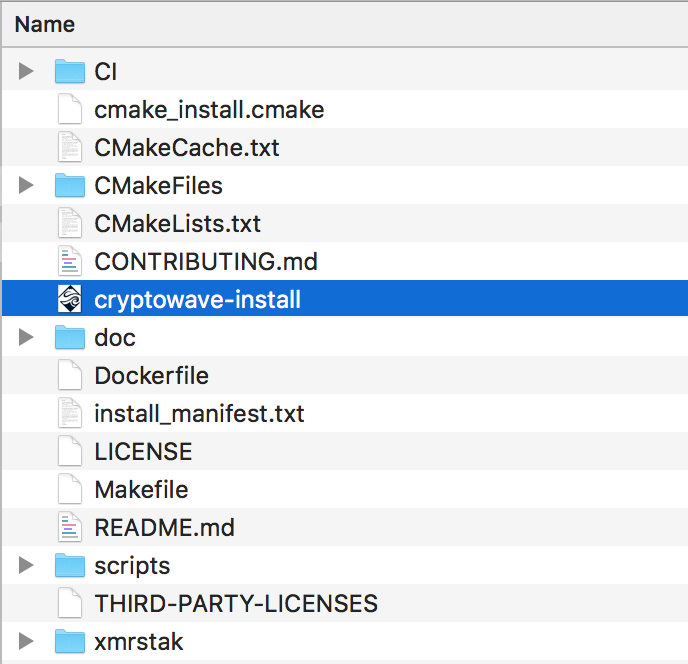 Name
CI
cmake_install.cmake
CMakeCache.txt
CMakeFiles
CMakeLists.txt
CONTRIBUTING.md
cryptowave-install
doc
Dockerfile
install_manifest.txt
LICENSE
Makefile
README.md
scripts
THIRD-PARTY-LICENSES
xmrstak